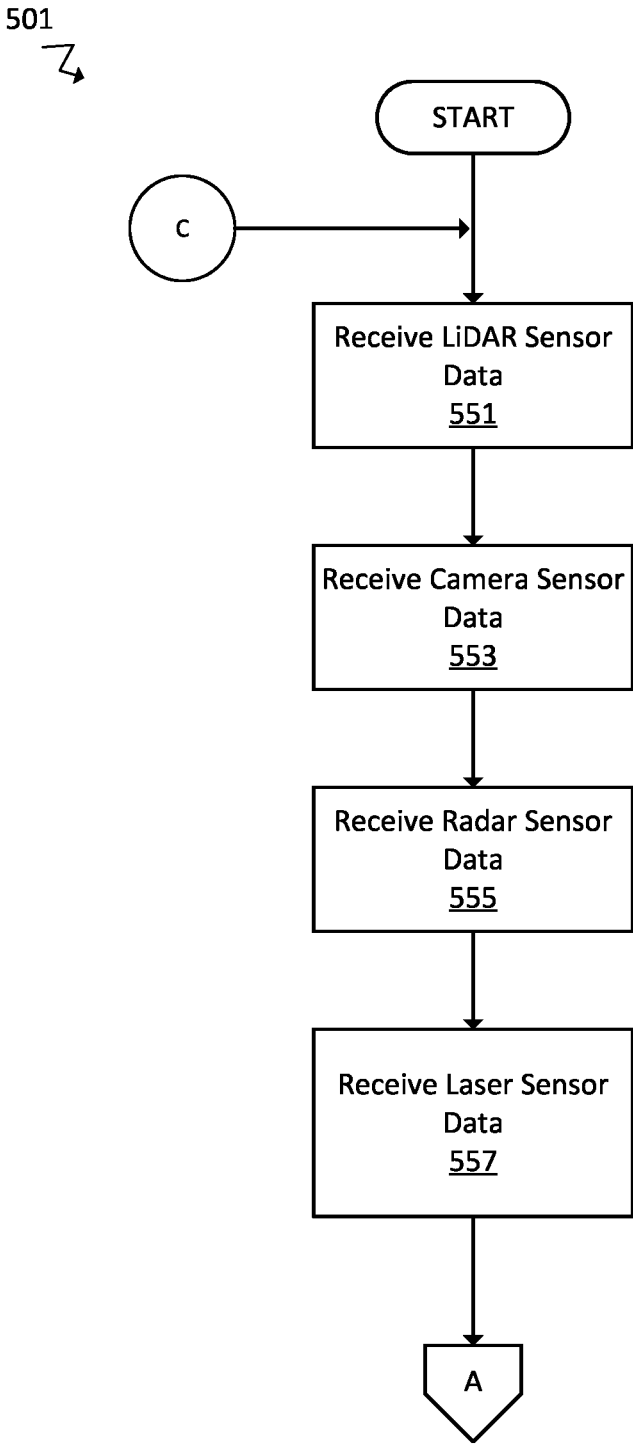 501
START
C
Receive LiDAR Sensor
Data
551
Receive Camera Sensor
Data
553
Receive Radar Sensor
Data
555
Receive Laser Sensor
Data
557
A